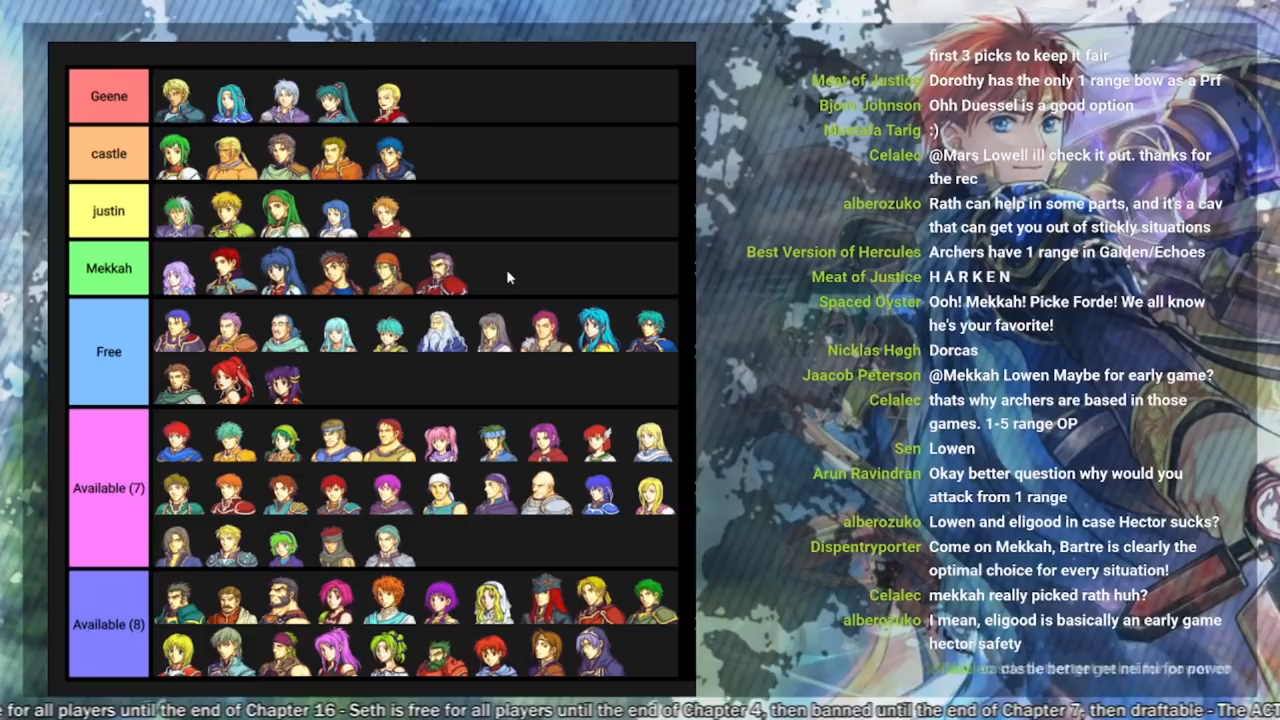 Geene
castle
justin
Mekkah
Free
Available (7)
Available (8)
first 3 picks to keep it fair
Meat of Justice Dorothy has the only 1 range bow as a Prf
Bjorn Johnson Ohh Duessel is a good option
Mustafa Tarig :)
Celalec @Mars Lowell ill check it out. thanks for
the rec
alberozuko Rath can help in some parts, and it's a cav
that can get you out of stickly situations
Best Version of Hercules Archers have 1 range in Gaiden/Echoes
Meat of Justice H A R K E N
Spaced Oyster Ooh! Mekkah! Picke Forde! We all know
he's your favorite!
Nicklas Høgh Dorcas
Jaacob Peterson @Mekkah Lowen Maybe for early game?
Celalec thats why archers are based in those
games. 1-5 range OP
Sen Lowen
Arun Ravindran Okay better question why would you
attack from 1 range
alberozuko Lowen and eligood in case Hector sucks?
Dispentryporter Come on Mekkah, Bartre is clearly the
optimal choice for every situation!
Celalec mekkah really picked rath huh?
alberozuko I mean, eligood is basically an early game
hector safety
for all players until the end of Chapter 16 - Seth is free for all players until the end of Chapter 4, then banned until the end of Chapter 7, then draftable - The